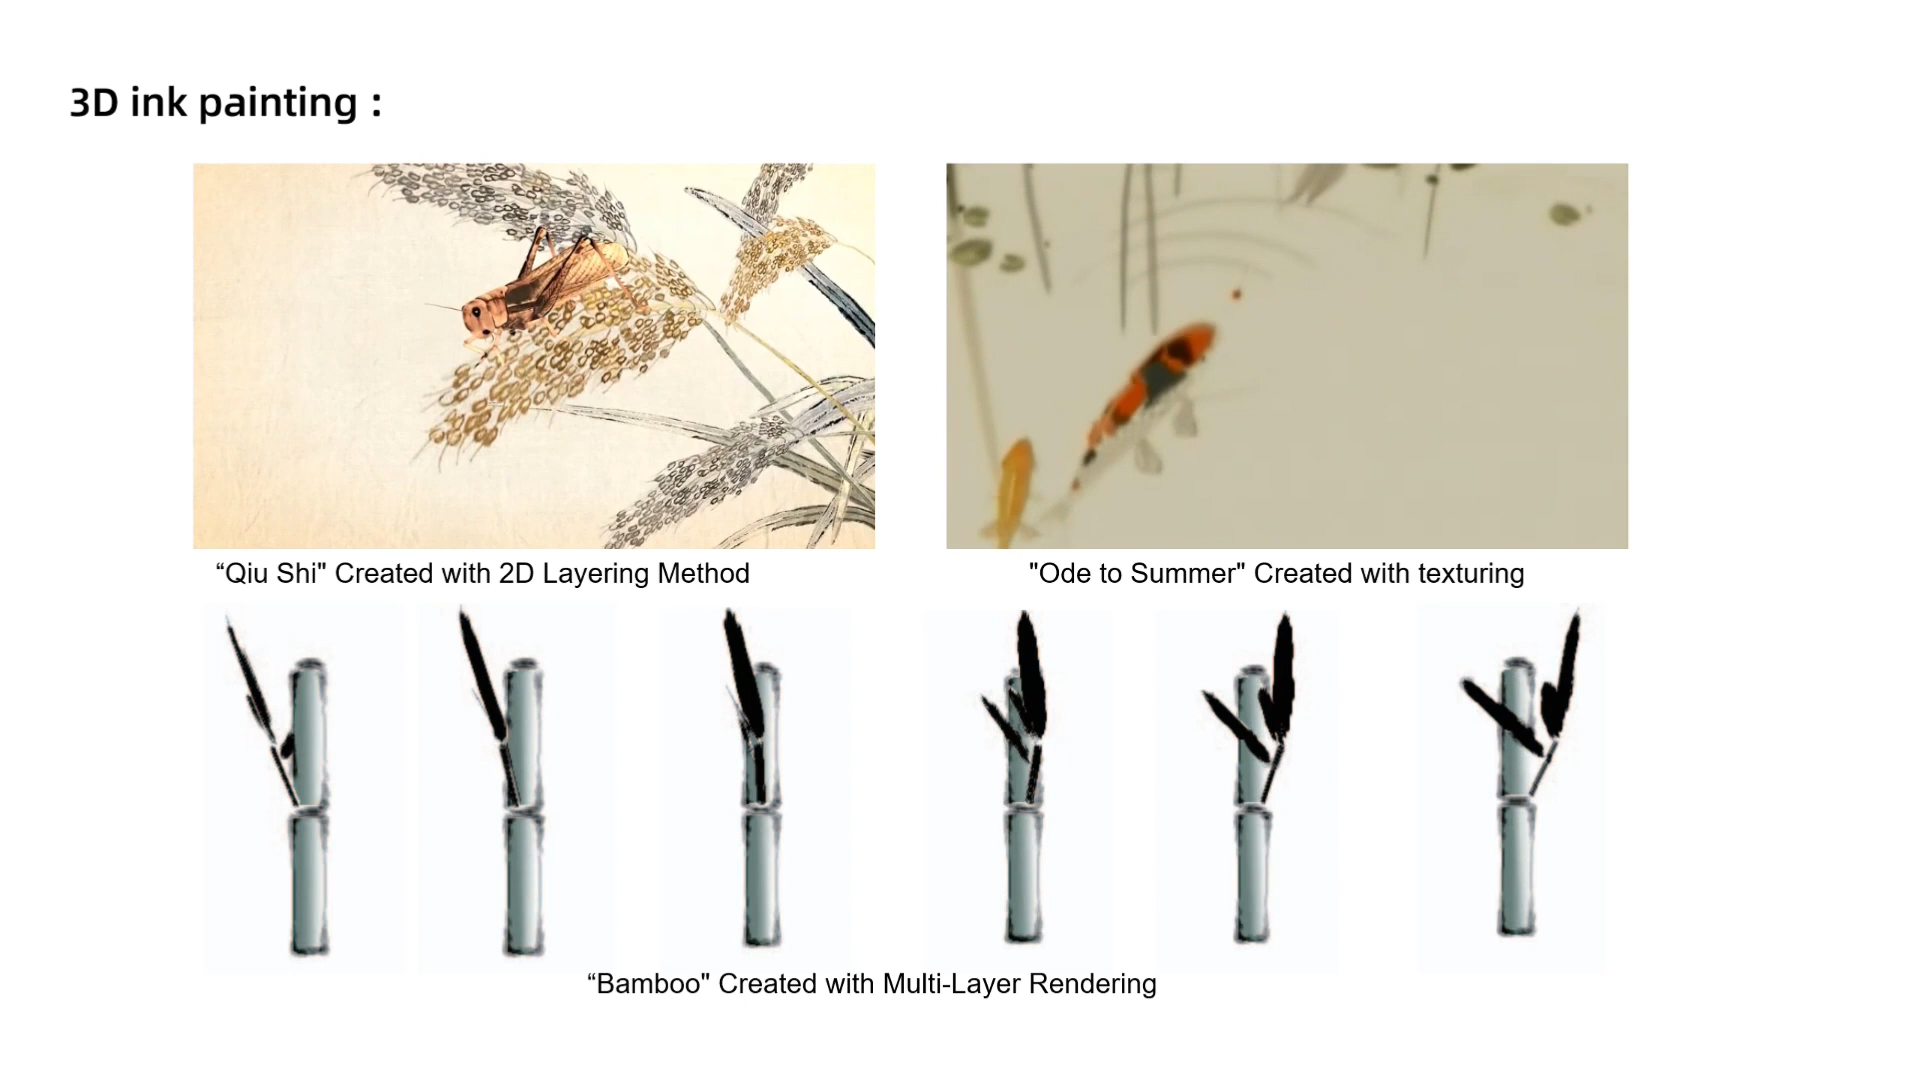 3D ink painting：
“Qiu Shi" Created with 2D Layering Method
"Ode to Summer" Created with texturing
“Bamboo" Created with Multi-Layer Rendering